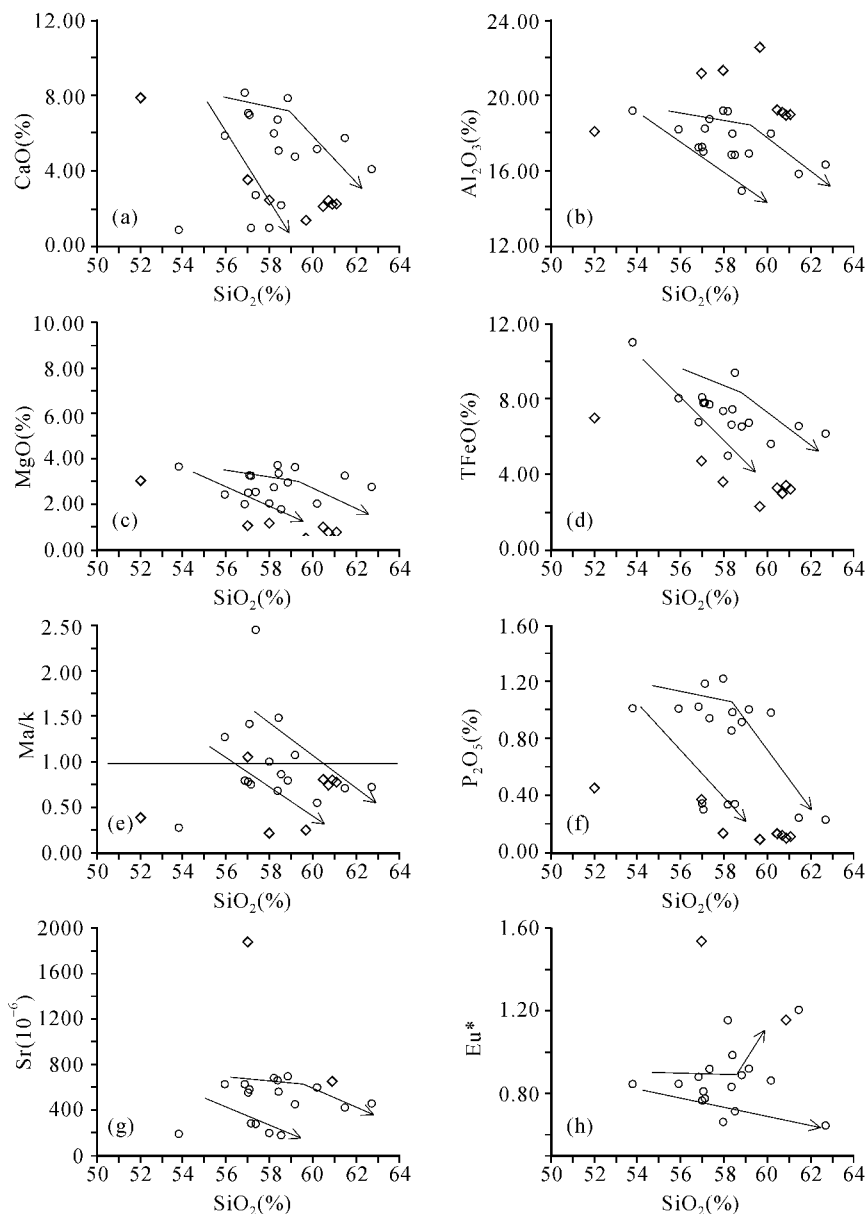 12.00
8.00
4.00
0.00
CaO(%)
(a)
50 52 54 56 58 60 62 64
SiO₂(%)
24.00
20.00
16.00
12.00
Al₂O₃(%)
(b)
50 52 54 56 58 60 62 64
SiO₂(%)
10.00
8.00
6.00
4.00
2.00
0.00
MgO(%)
(c)
50 52 54 56 58 60 62 64
SiO₂(%)
12.00
8.00
4.00
0.00
TFeO(%)
(d)
50 52 54 56 58 60 62 64
SiO₂(%)
2.50
2.00
1.50
1.00
0.50
0.00
Ma/k
(e)
50 52 54 56 58 60 62 64
SiO₂(%)
1.60
1.20
0.80
0.40
0.00
P₂O₅(%)
(f)
50 52 54 56 58 60 62 64
SiO₂(%)
2000
1600
1200
800
400
0
Sr(10⁻⁶)
(g)
50 52 54 56 58 60 62 64
SiO₂(%)
1.60
1.20
0.80
Eu*
(h)
50 52 54 56 58 60 62 64
SiO₂(%)